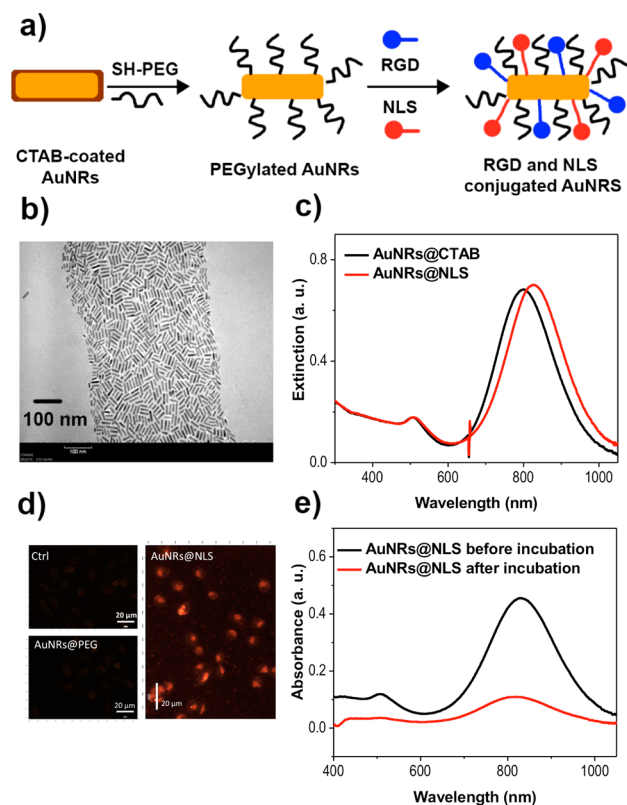 a)
SH-PEG
RGD
NLS
CTAB-coated
AuNRs
PEGylated AuNRs
RGD and NLS
conjugated AuNRS
b)
100 nm
100 nm
c)
AuNRs@CTAB
AuNRs@NLS
Extinction (a. u.)
0.8
0.4
0.0
400 600 800 1000
Wavelength (nm)
d)
Ctrl
20 µm
AuNRs@PEG
20 µm
AuNRs@NLS
20 µm
e)
AuNRs@NLS before incubation
AuNRs@NLS after incubation
Absorbance (a. u.)
0.6
0.4
0.2
0.0
400 600 800 1000
Wavelength (nm)